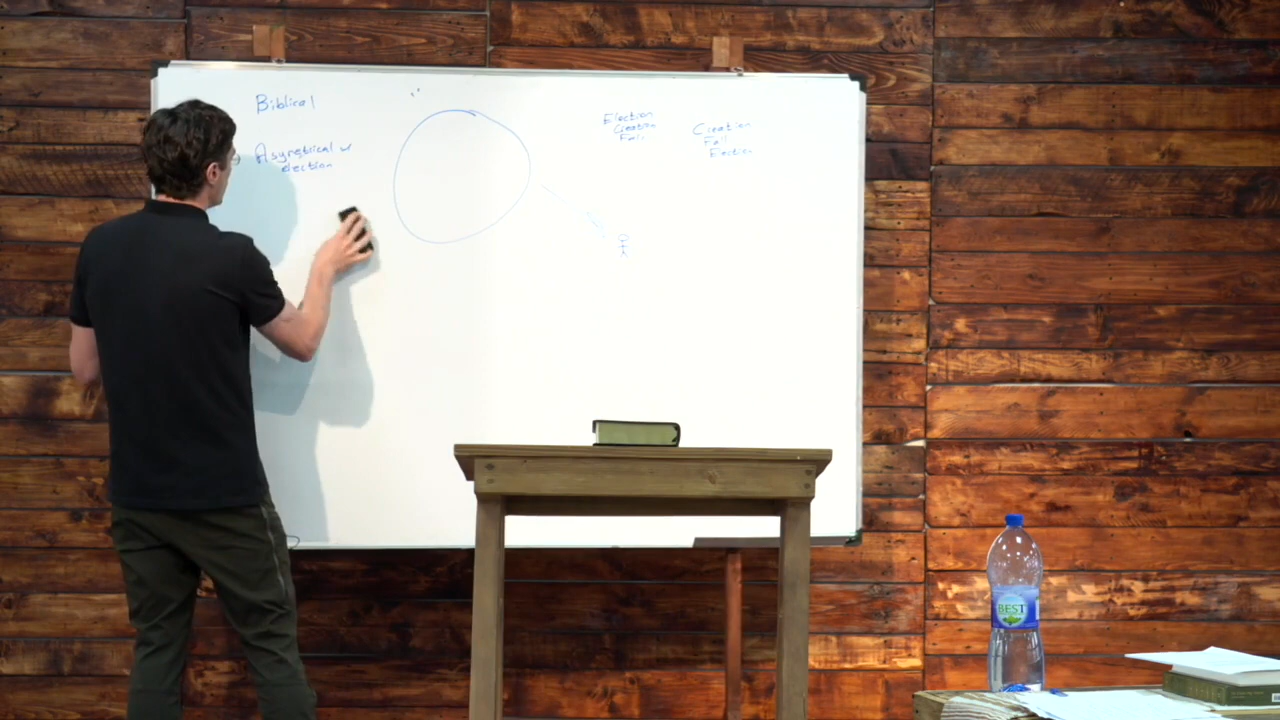 Biblical
Asymetrical
election
Election
Creation
Fall
Creation
Fall
Election
BEST